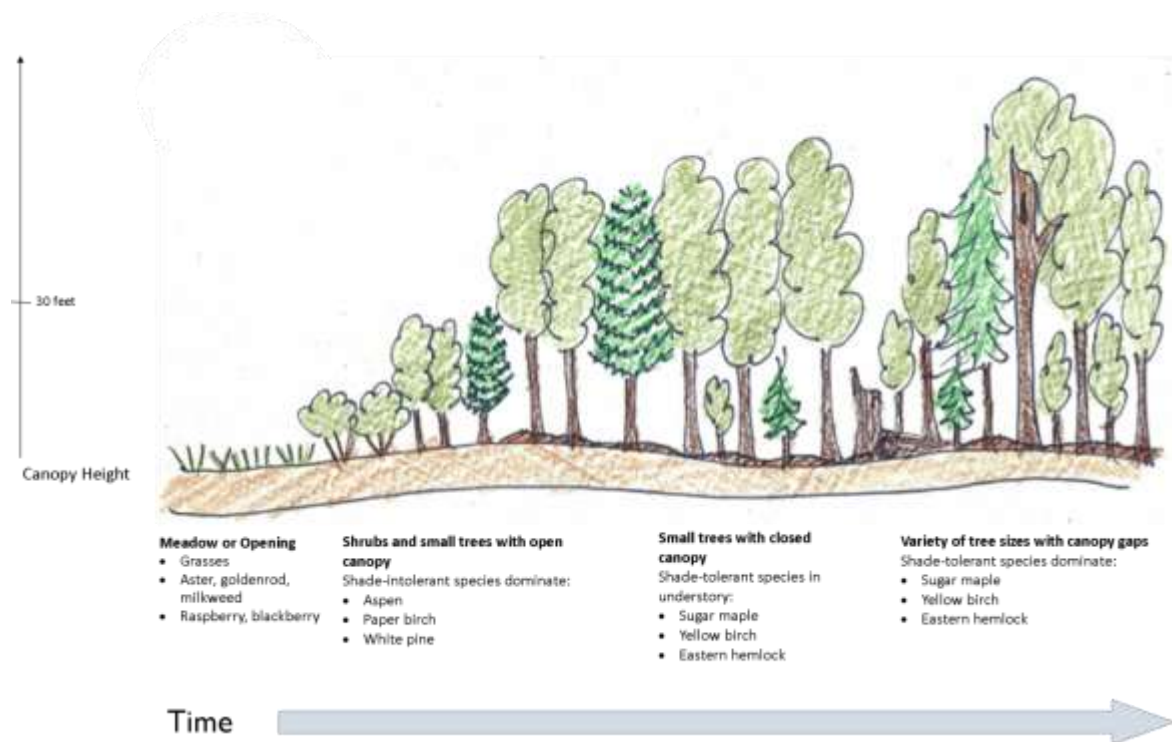 30 feet
Canopy Height
Meadow or Opening
• Grasses
• Aster, goldenrod,
milkweed
• Raspberry, blackberry
Shrubs and small trees with open
canopy
Shade-intolerant species dominate:
• Aspen
• Paper birch
• White pine
Small trees with closed
canopy
Shade-tolerant species in
understory:
• Sugar maple
• Yellow birch
• Eastern hemlock
Variety of tree sizes with canopy gaps
Shade-tolerant species dominate:
• Sugar maple
• Yellow birch
• Eastern hemlock
Time